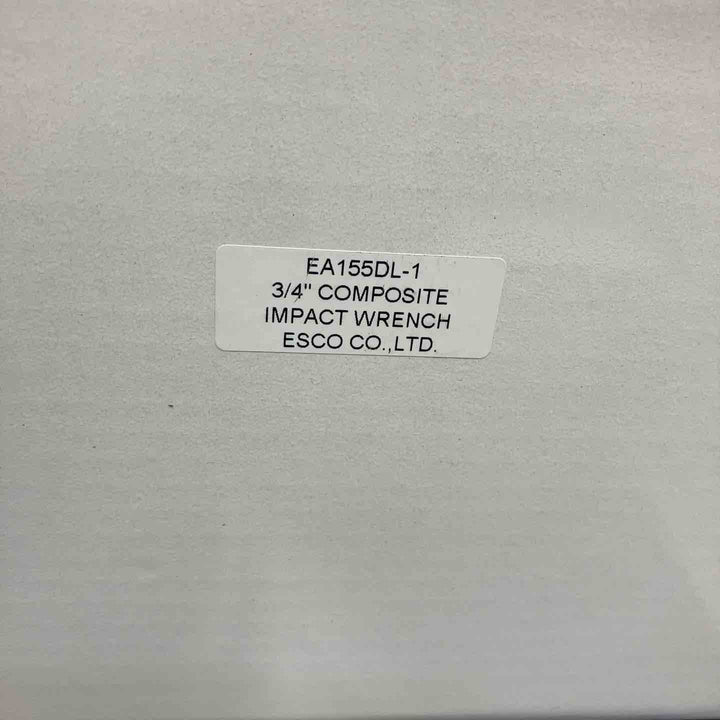 EA155DL-1
3/4" COMPOSITE
IMPACT WRENCH
ESCO CO.,LTD.